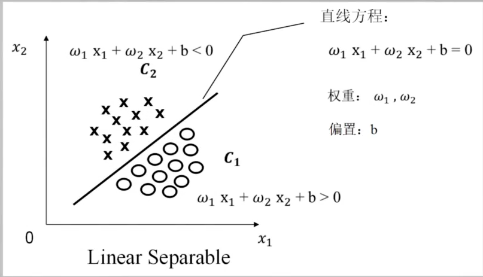 直线方程：
x₂
ω₁ x₁ + ω₂ x₂ + b < 0
C₂
ω₁ x₁ + ω₂ x₂ + b = 0
权重： ω₁ , ω₂
偏置：b
C₁
ω₁ x₁ + ω₂ x₂ + b > 0
0
x₁
Linear Separable